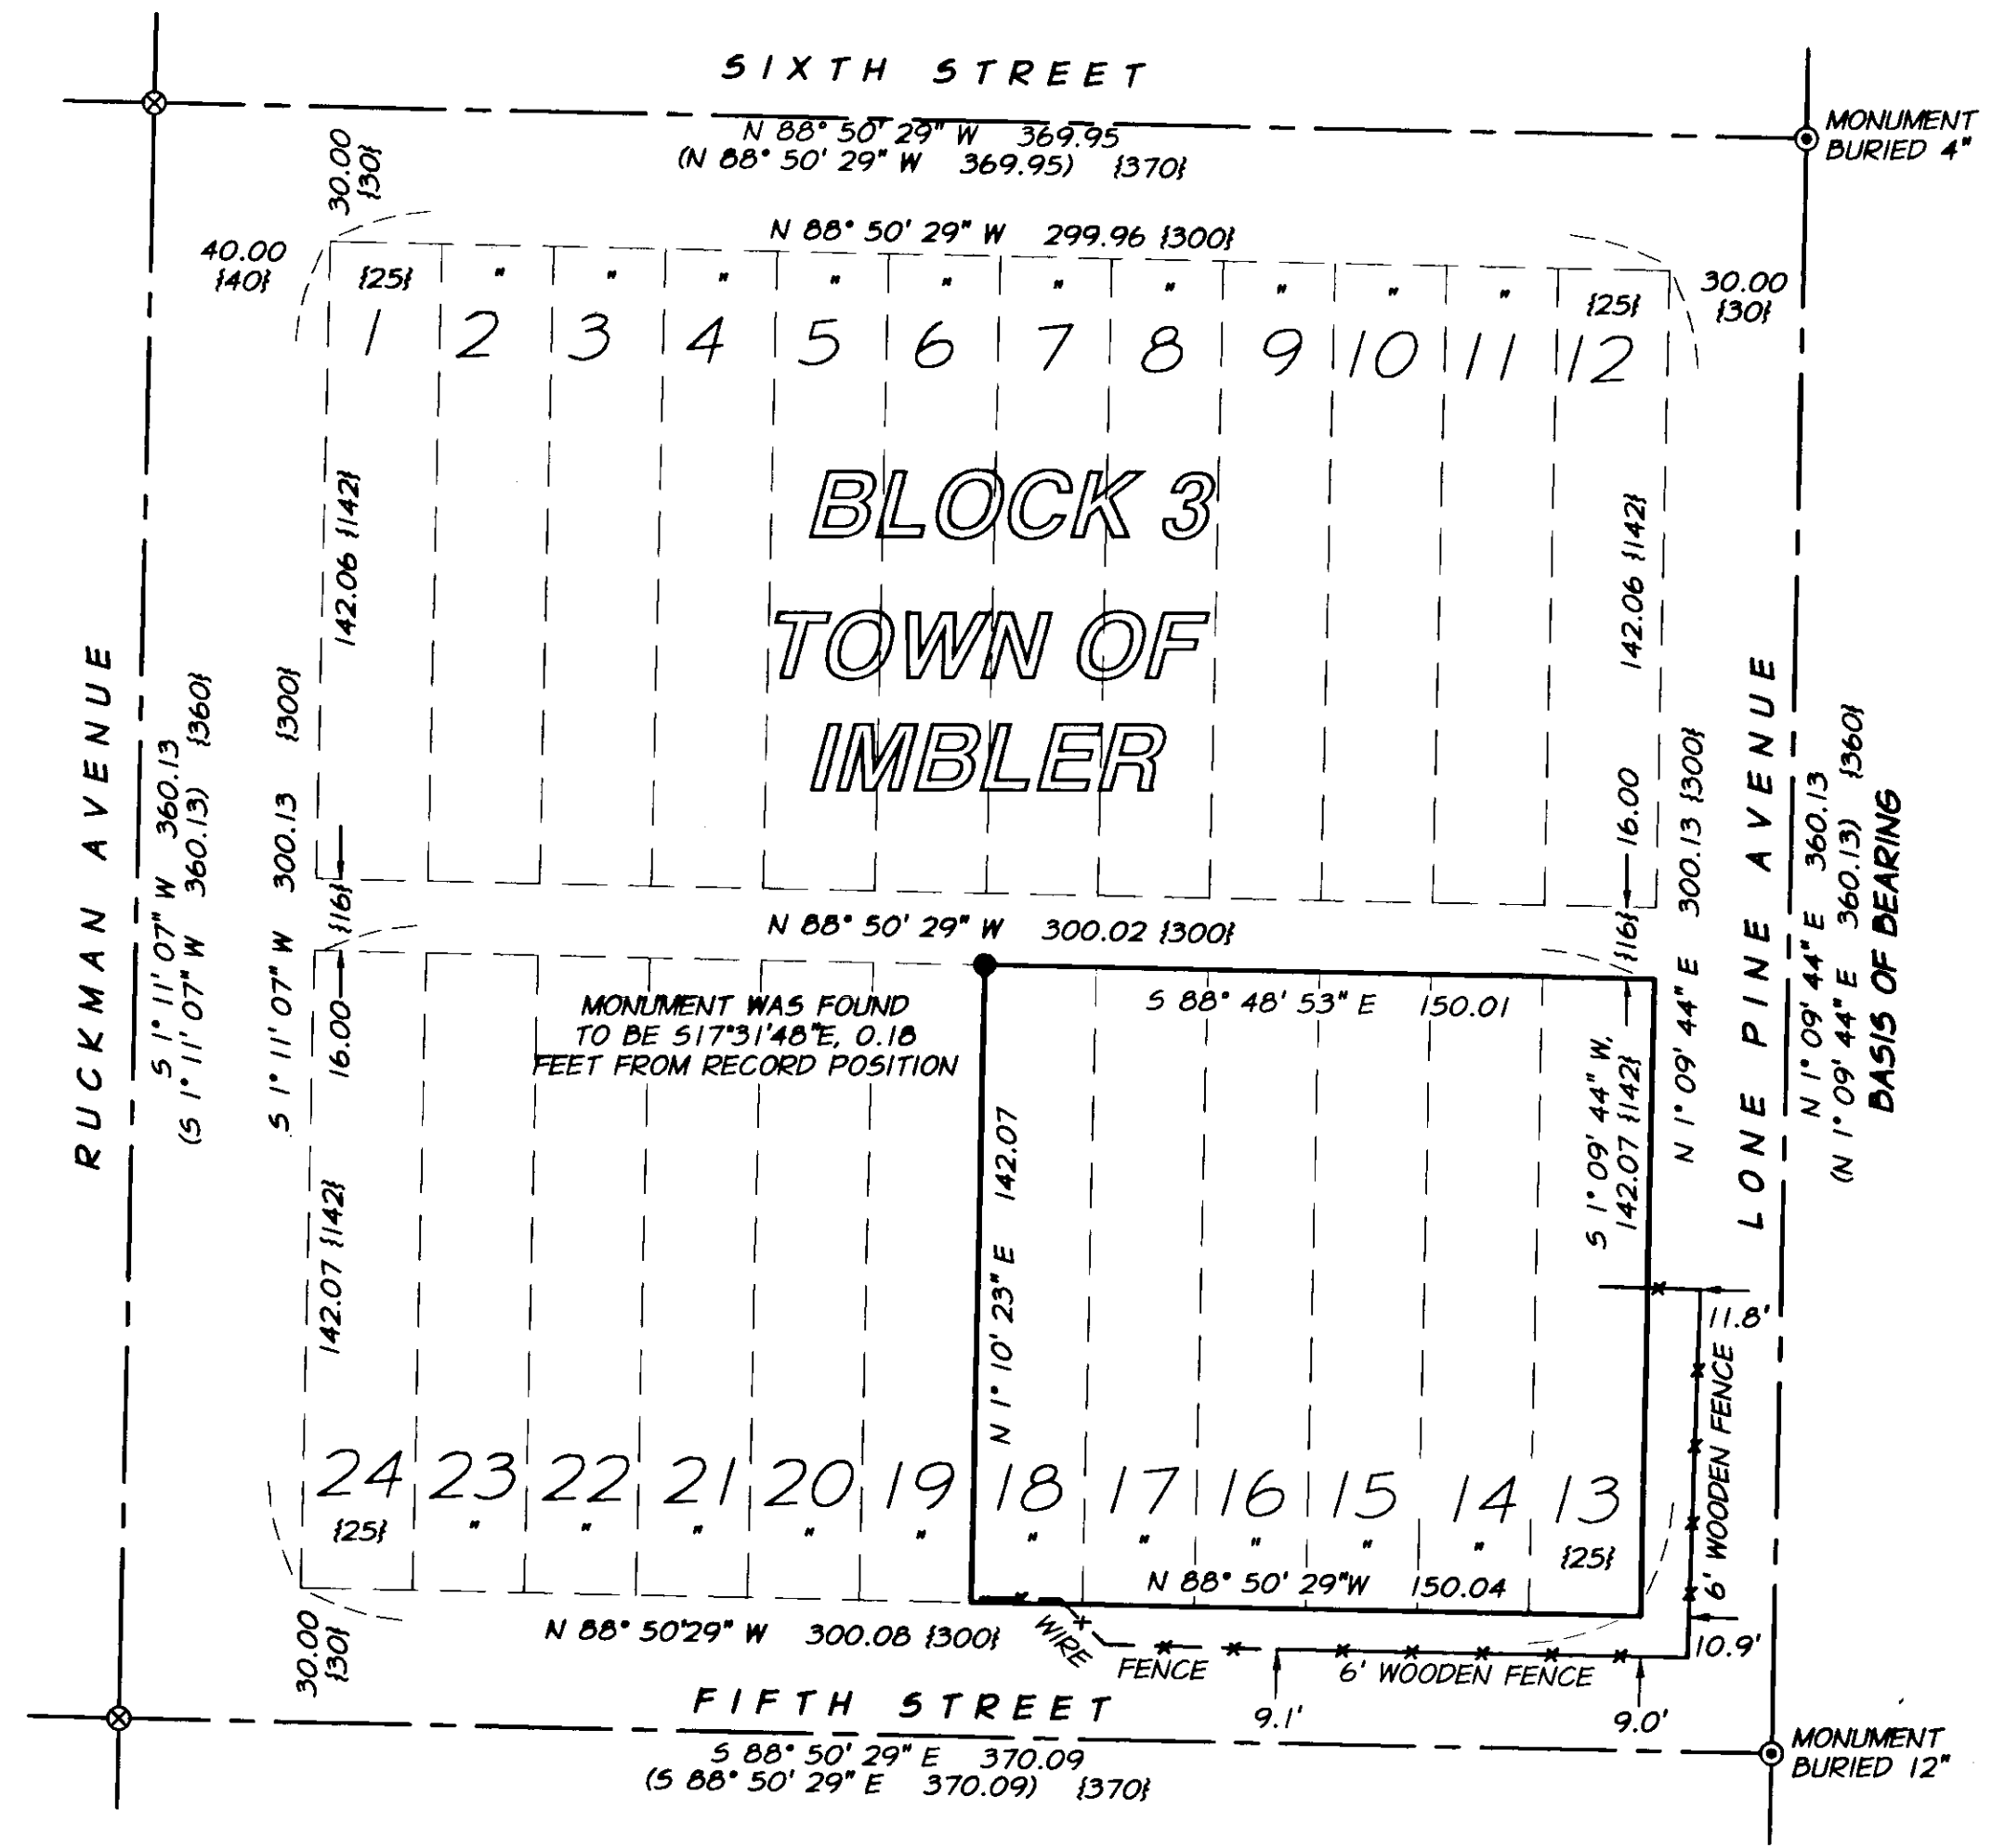 SIXTH STREET
N 88° 50' 29" W 369.95
(N 88° 50' 29" W 369.95) {370}
MONUMENT
BURIED 4"
30.00
{30}
N 88° 50' 29" W 299.96 {300}
40.00
{40}
30.00
{30}
{25} " " " " " " " " " " {25}
1 2 3 4 5 6 7 8 9 10 11 12
142.06 {142}
142.06 {142}
BLOCK 3
TOWN OF
IMBLER
RUCKMAN AVENUE
S 1° 11' 07" W 360.13
(S 1° 11' 07" W 360.13) {360}
S 1° 11' 07" W 300.13 {300}
{16}
16.00
16.00
{16}
N 1° 09' 44" E 300.13 {300}
LONE PINE AVENUE
N 1° 09' 44" E 360.13
(N 1° 09' 44" E 360.13) {360}
BASIS OF BEARING
N 88° 50' 29" W 300.02 {300}
MONUMENT WAS FOUND
TO BE S17°31'48"E, 0.18
FEET FROM RECORD POSITION
S 88° 48' 53" E 150.01
142.07 {142}
N 1° 10' 23" E 142.07
S 1° 09' 44" W,
142.07 {142}
11.8'
6' WOODEN FENCE
24 23 22 21 20 19 18 17 16 15 14 13
{25} " " " " " " " " " " {25}
N 88° 50' 29"W 150.04
30.00
{30}
N 88° 50'29" W 300.08 {300}
WIRE
FENCE
6' WOODEN FENCE
10.9'
9.1'
9.0'
FIFTH STREET
S 88° 50' 29" E 370.09
(S 88° 50' 29" E 370.09) {370}
MONUMENT
BURIED 12"